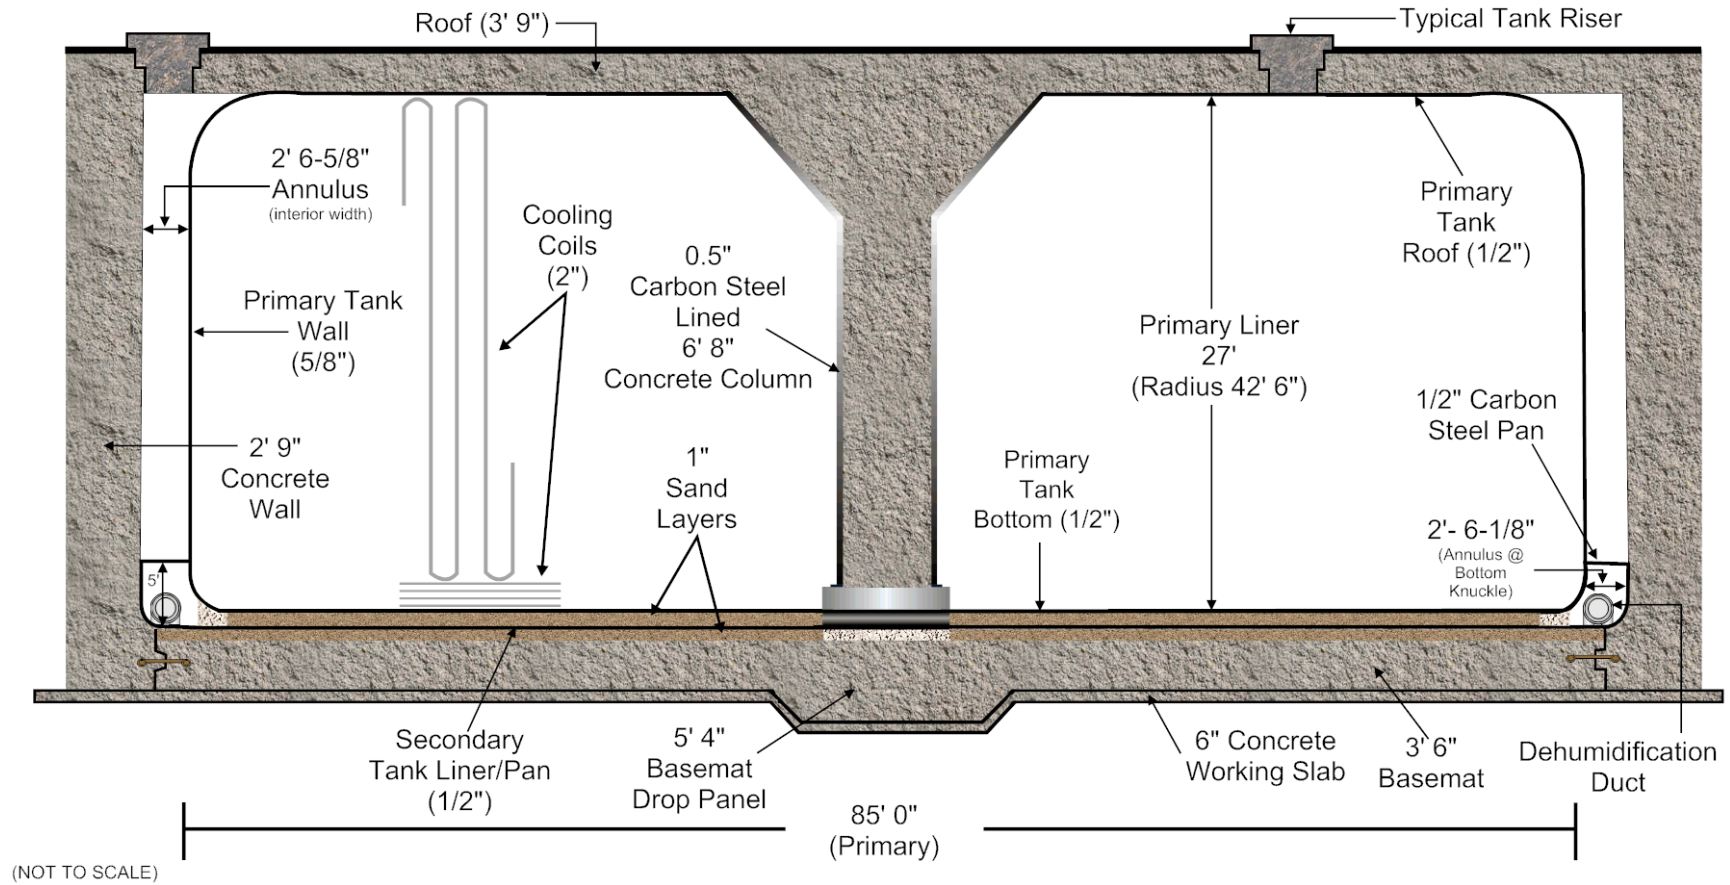 Roof (3' 9")
Typical Tank Riser
2' 6-5/8"
Annulus
(interior width)
Cooling
Coils
(2")
Primary
Tank
Roof (1/2")
0.5"
Carbon Steel
Lined
6' 8"
Concrete Column
Primary Tank
Wall
(5/8")
Primary Liner
27'
(Radius 42' 6")
1/2" Carbon
Steel Pan
2' 9"
Concrete
Wall
1"
Sand
Layers
Primary
Tank
Bottom (1/2")
2'- 6-1/8"
(Annulus @
Bottom
Knuckle)
5'
Secondary
Tank Liner/Pan
(1/2")
5' 4"
Basemat
Drop Panel
6" Concrete
Working Slab
3' 6"
Basemat
Dehumidification
Duct
85' 0"
(Primary)
(NOT TO SCALE)